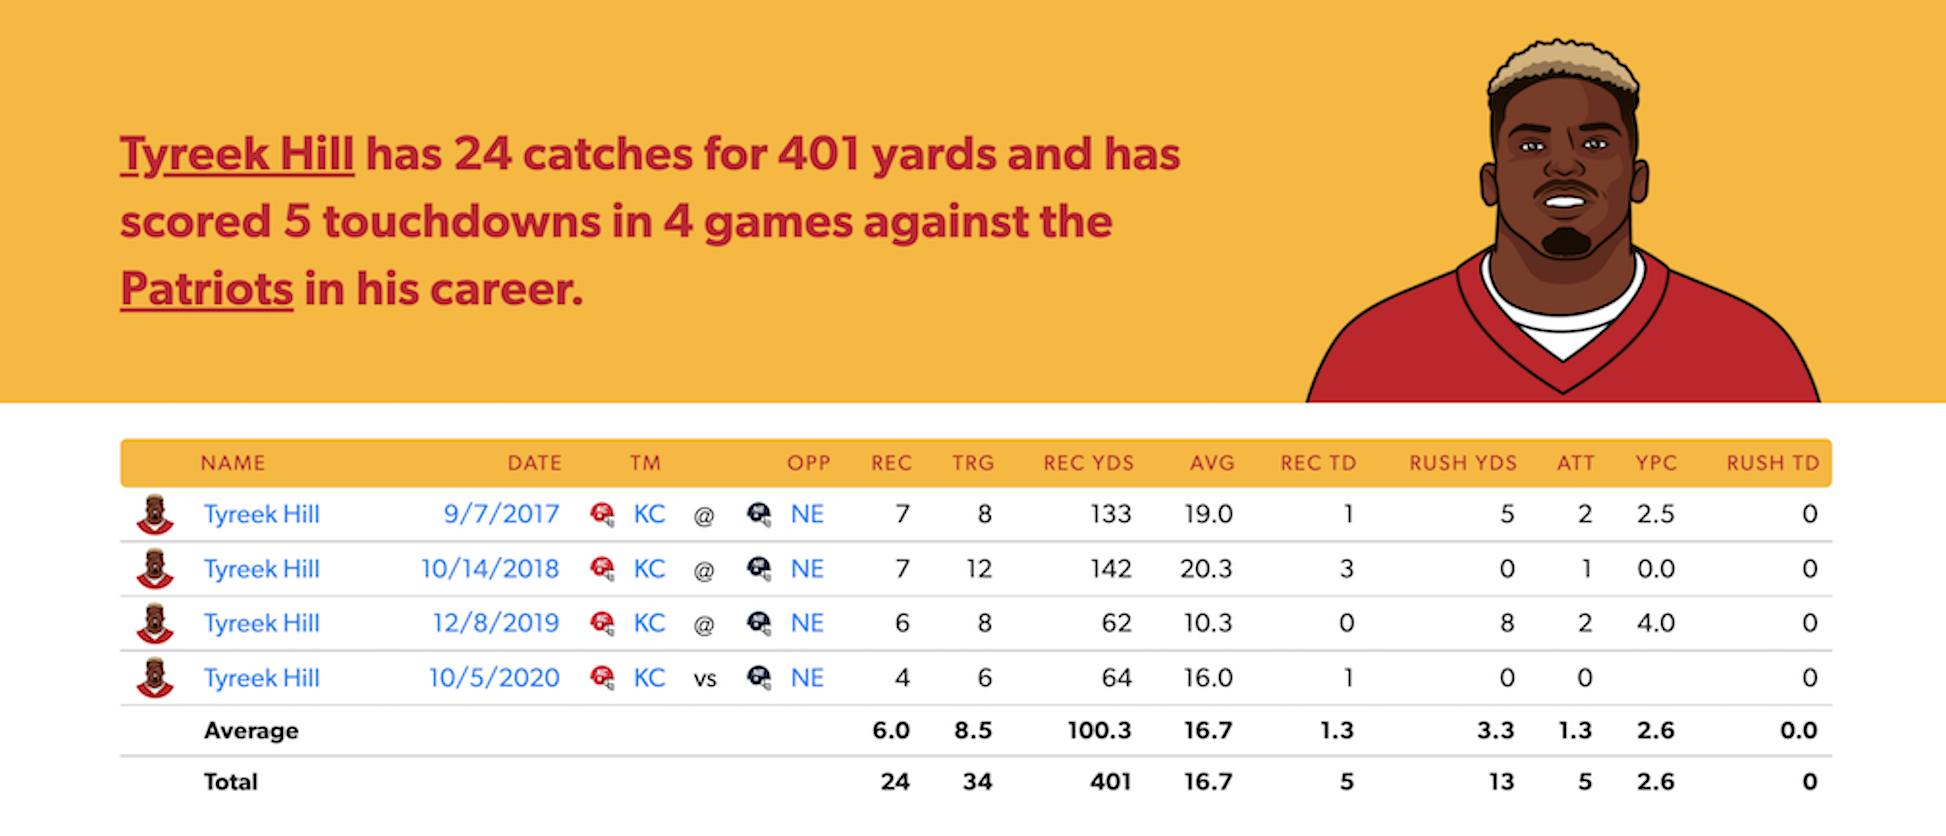 Tyreek Hill has 24 catches for 401 yards and has
scored 5 touchdowns in 4 games against the
Patriots in his career.
NAME DATE TM OPP REC TRG REC YDS AVG REC TD RUSH YDS ATT YPC RUSH TD
Tyreek Hill 9/7/2017 KC @ NE 7 8 133 19.0 1 5 2 2.5 0
Tyreek Hill 10/14/2018 KC @ NE 7 12 142 20.3 3 0 1 0.0 0
Tyreek Hill 12/8/2019 KC @ NE 6 8 62 10.3 0 8 2 4.0 0
Tyreek Hill 10/5/2020 KC vs NE 4 6 64 16.0 1 0 0 0
Average 6.0 8.5 100.3 16.7 1.3 3.3 1.3 2.6 0.0
Total 24 34 401 16.7 5 13 5 2.6 0